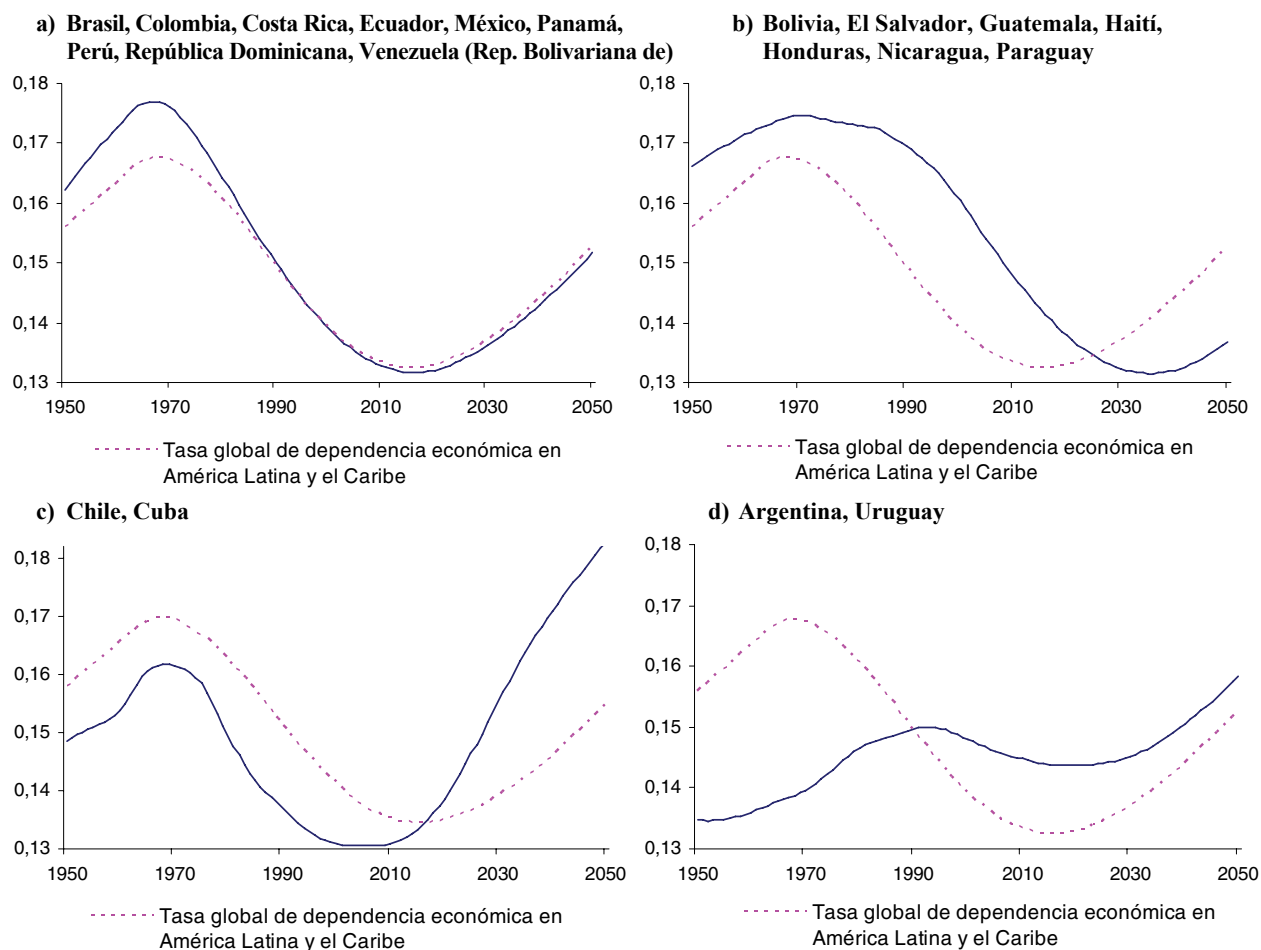 a) Brasil, Colombia, Costa Rica, Ecuador, México, Panamá,
Perú, República Dominicana, Venezuela (Rep. Bolivariana de)
0,18
0,17
0,16
0,15
0,14
0,13
1950 1970 1990 2010 2030 2050
Tasa global de dependencia económica en
América Latina y el Caribe
b) Bolivia, El Salvador, Guatemala, Haití,
Honduras, Nicaragua, Paraguay
0,18
0,17
0,16
0,15
0,14
0,13
1950 1970 1990 2010 2030 2050
Tasa global de dependencia económica en
América Latina y el Caribe
c) Chile, Cuba
0,18
0,17
0,16
0,15
0,14
0,13
1950 1970 1990 2010 2030 2050
Tasa global de dependencia económica en
América Latina y el Caribe
d) Argentina, Uruguay
0,18
0,17
0,16
0,15
0,14
0,13
1950 1970 1990 2010 2030 2050
Tasa global de dependencia económica en
América Latina y el Caribe